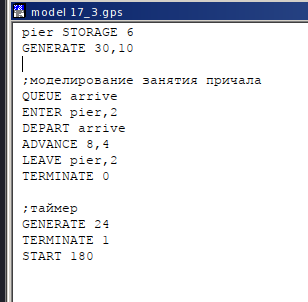 model 17_3.gps
pier STORAGE 6
GENERATE 30,10
;моделирование занятия причала
QUEUE arrive
ENTER pier,2
DEPART arrive
ADVANCE 8,4
LEAVE pier,2
TERMINATE 0
;таймер
GENERATE 24
TERMINATE 1
START 180